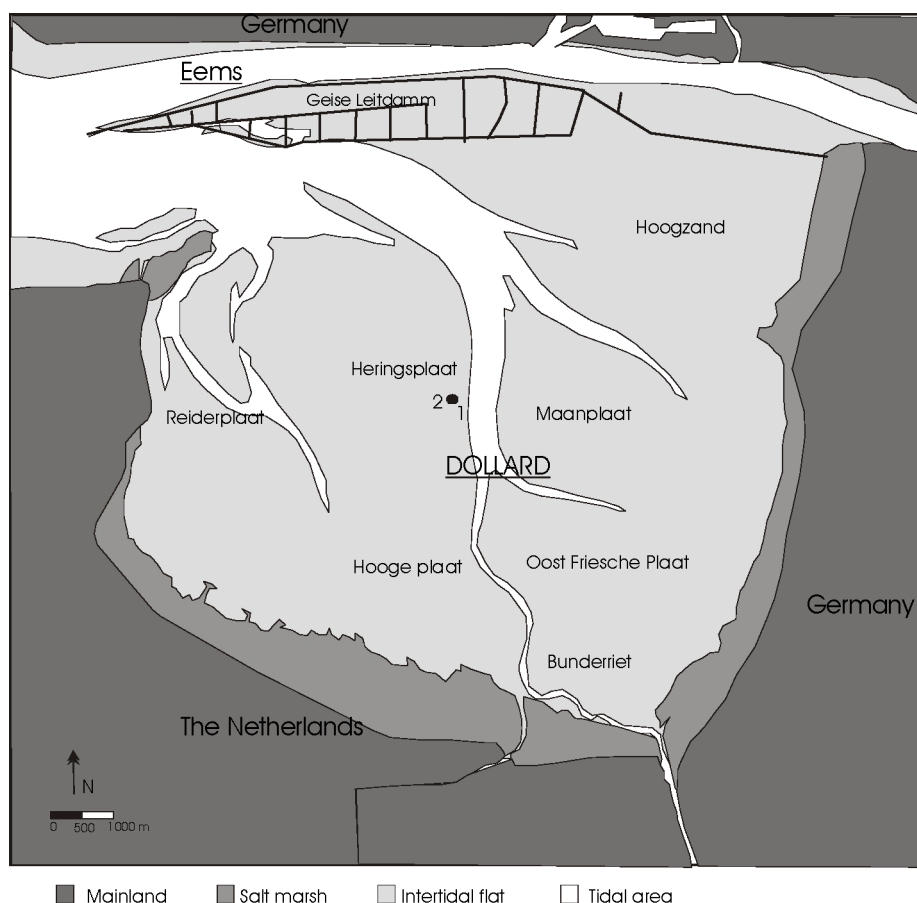 Germany
Eems
Geise Leitdamm
Hoogzand
Heringsplaat
2
1
Reiderplaat
Maanplaat
DOLLARD
Hooge plaat
Oost Friesche Plaat
Germany
Bunderriet
The Netherlands
N
0 500 1000 m
Mainland Salt marsh Intertidal flat Tidal area